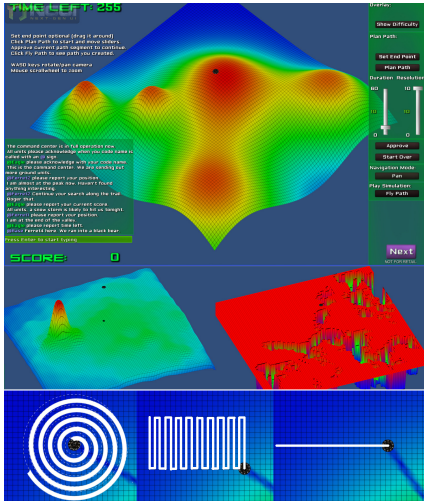 TIME LEFT: 255
Overlay:
Show Difficulty
Set end point optional (drag it around)
Click Plan Path to start and move sliders
Approve current path segment to continue.
Click Fly Path to see path you created.
WASD keys rotate/pan camera
Mouse scrollwheel to zoom
Plan Path:
Set End Point
Plan Path
Duration Resolution
60 10
0 0
Approve
Start Over
Navigation Mode
Pan
Play Simulation
Fly Path
The command center is in full operation now
All units please acknowledge when you code name is
called with an @ sign
please acknowledge with your code name
This is the command center. We are sending out
more ground units.
please report your position
I am almost at the peak now. Haven't found
anything interesting.
Continue your search along the trail
Roger that
please report your current score
All units: a snow storm is likely to hit us tonight.
please report your position
I am at the end of the valley
please report time left
Ferret4 here. We ran into a black bear
Press Enter to start typing
SCORE: 0
Next
NOT FOR RETAIL